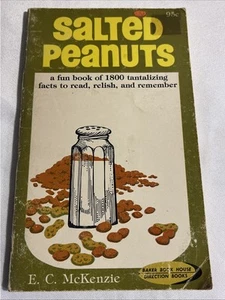 95c
SALTED
PEANUTS
a fun book of 1800 tantalizing
facts to read, relish, and remember
E. C. McKenzie
BAKER BOOK HOUSE
DIRECTION BOOKS